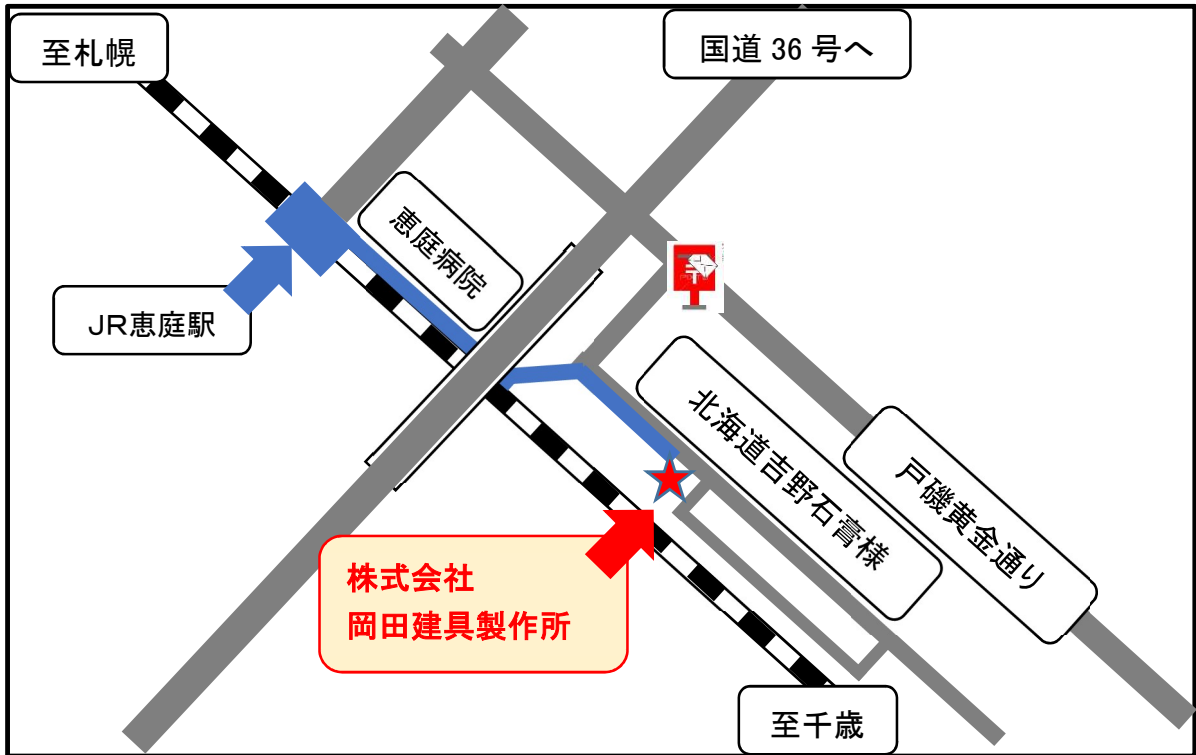 至札幌
国道 36 号へ
恵庭病院
JR恵庭駅
北海道吉野石膏様
戸磯黄金通り
株式会社
岡田建具製作所
至千歳